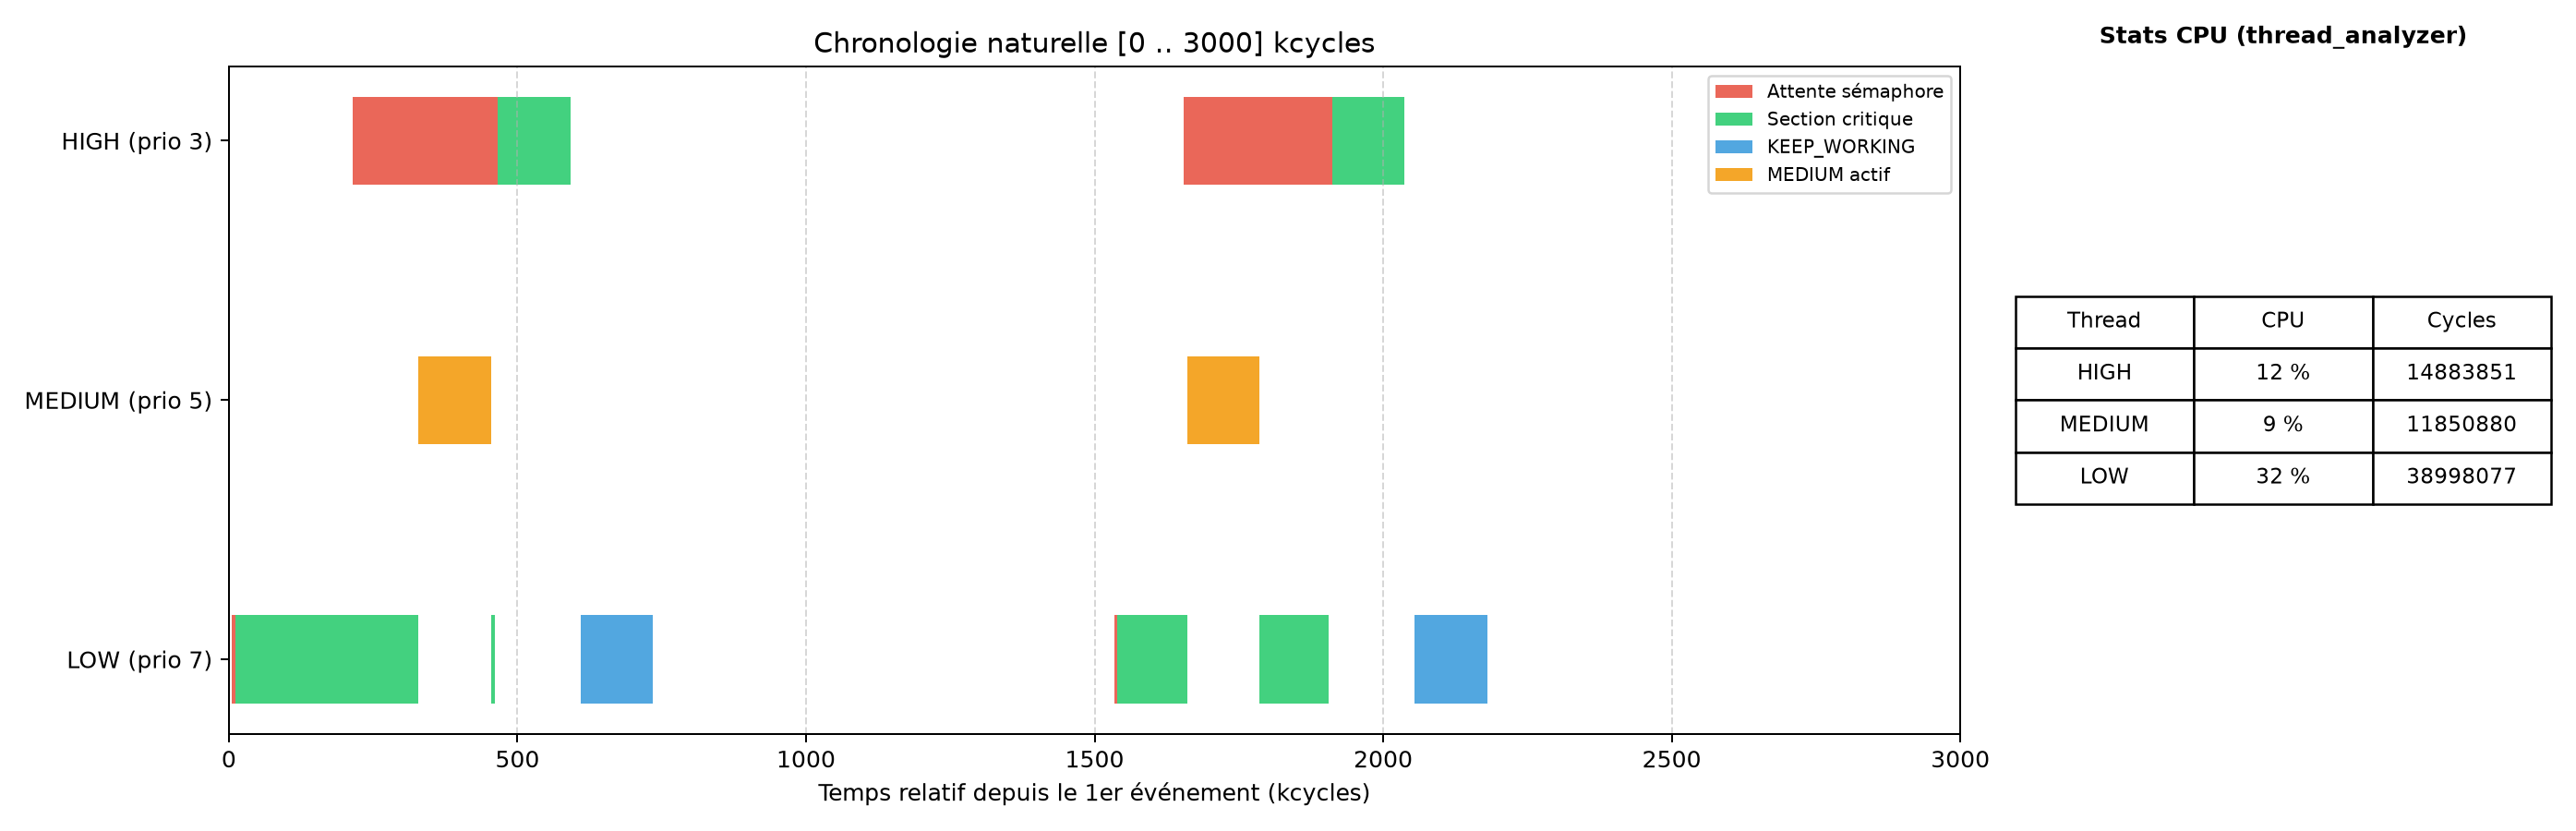 Chronologie naturelle [0 .. 3000] kcycles
Stats CPU (thread_analyzer)
HIGH (prio 3)
MEDIUM (prio 5)
LOW (prio 7)
Attente sémaphore
Section critique
KEEP_WORKING
MEDIUM actif
0 500 1000 1500 2000 2500 3000
Temps relatif depuis le 1er événement (kcycles)
Thread CPU Cycles
HIGH 12 % 14883851
MEDIUM 9 % 11850880
LOW 32 % 38998077